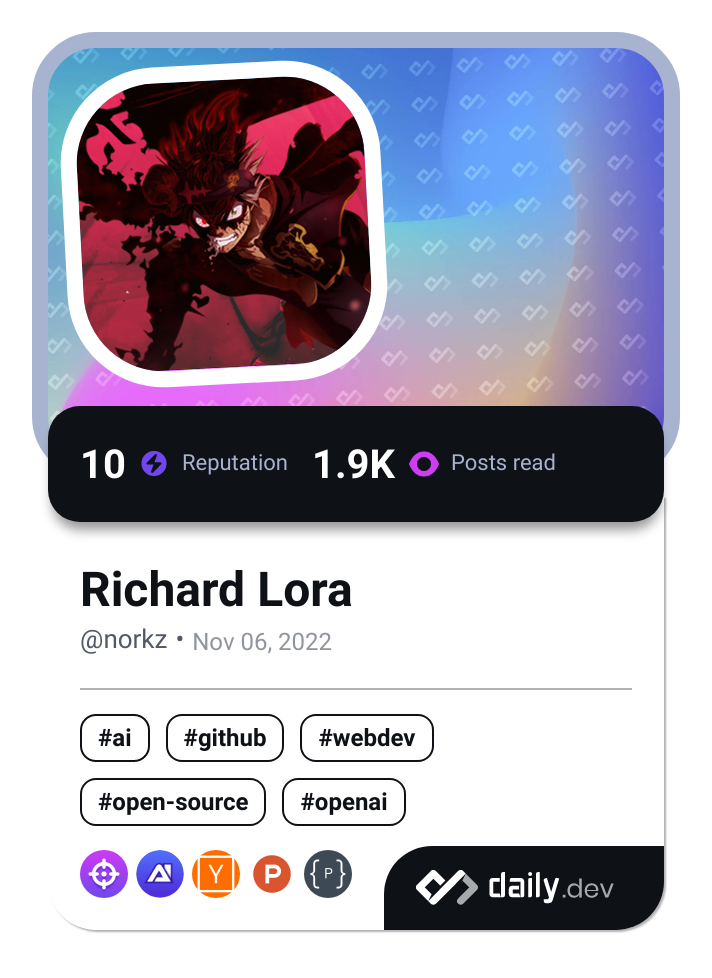 10 Reputation 1.9K Posts read
Richard Lora
@norkz • Nov 06, 2022
#ai #github #webdev
#open-source #openai
Y P {P}
daily.dev